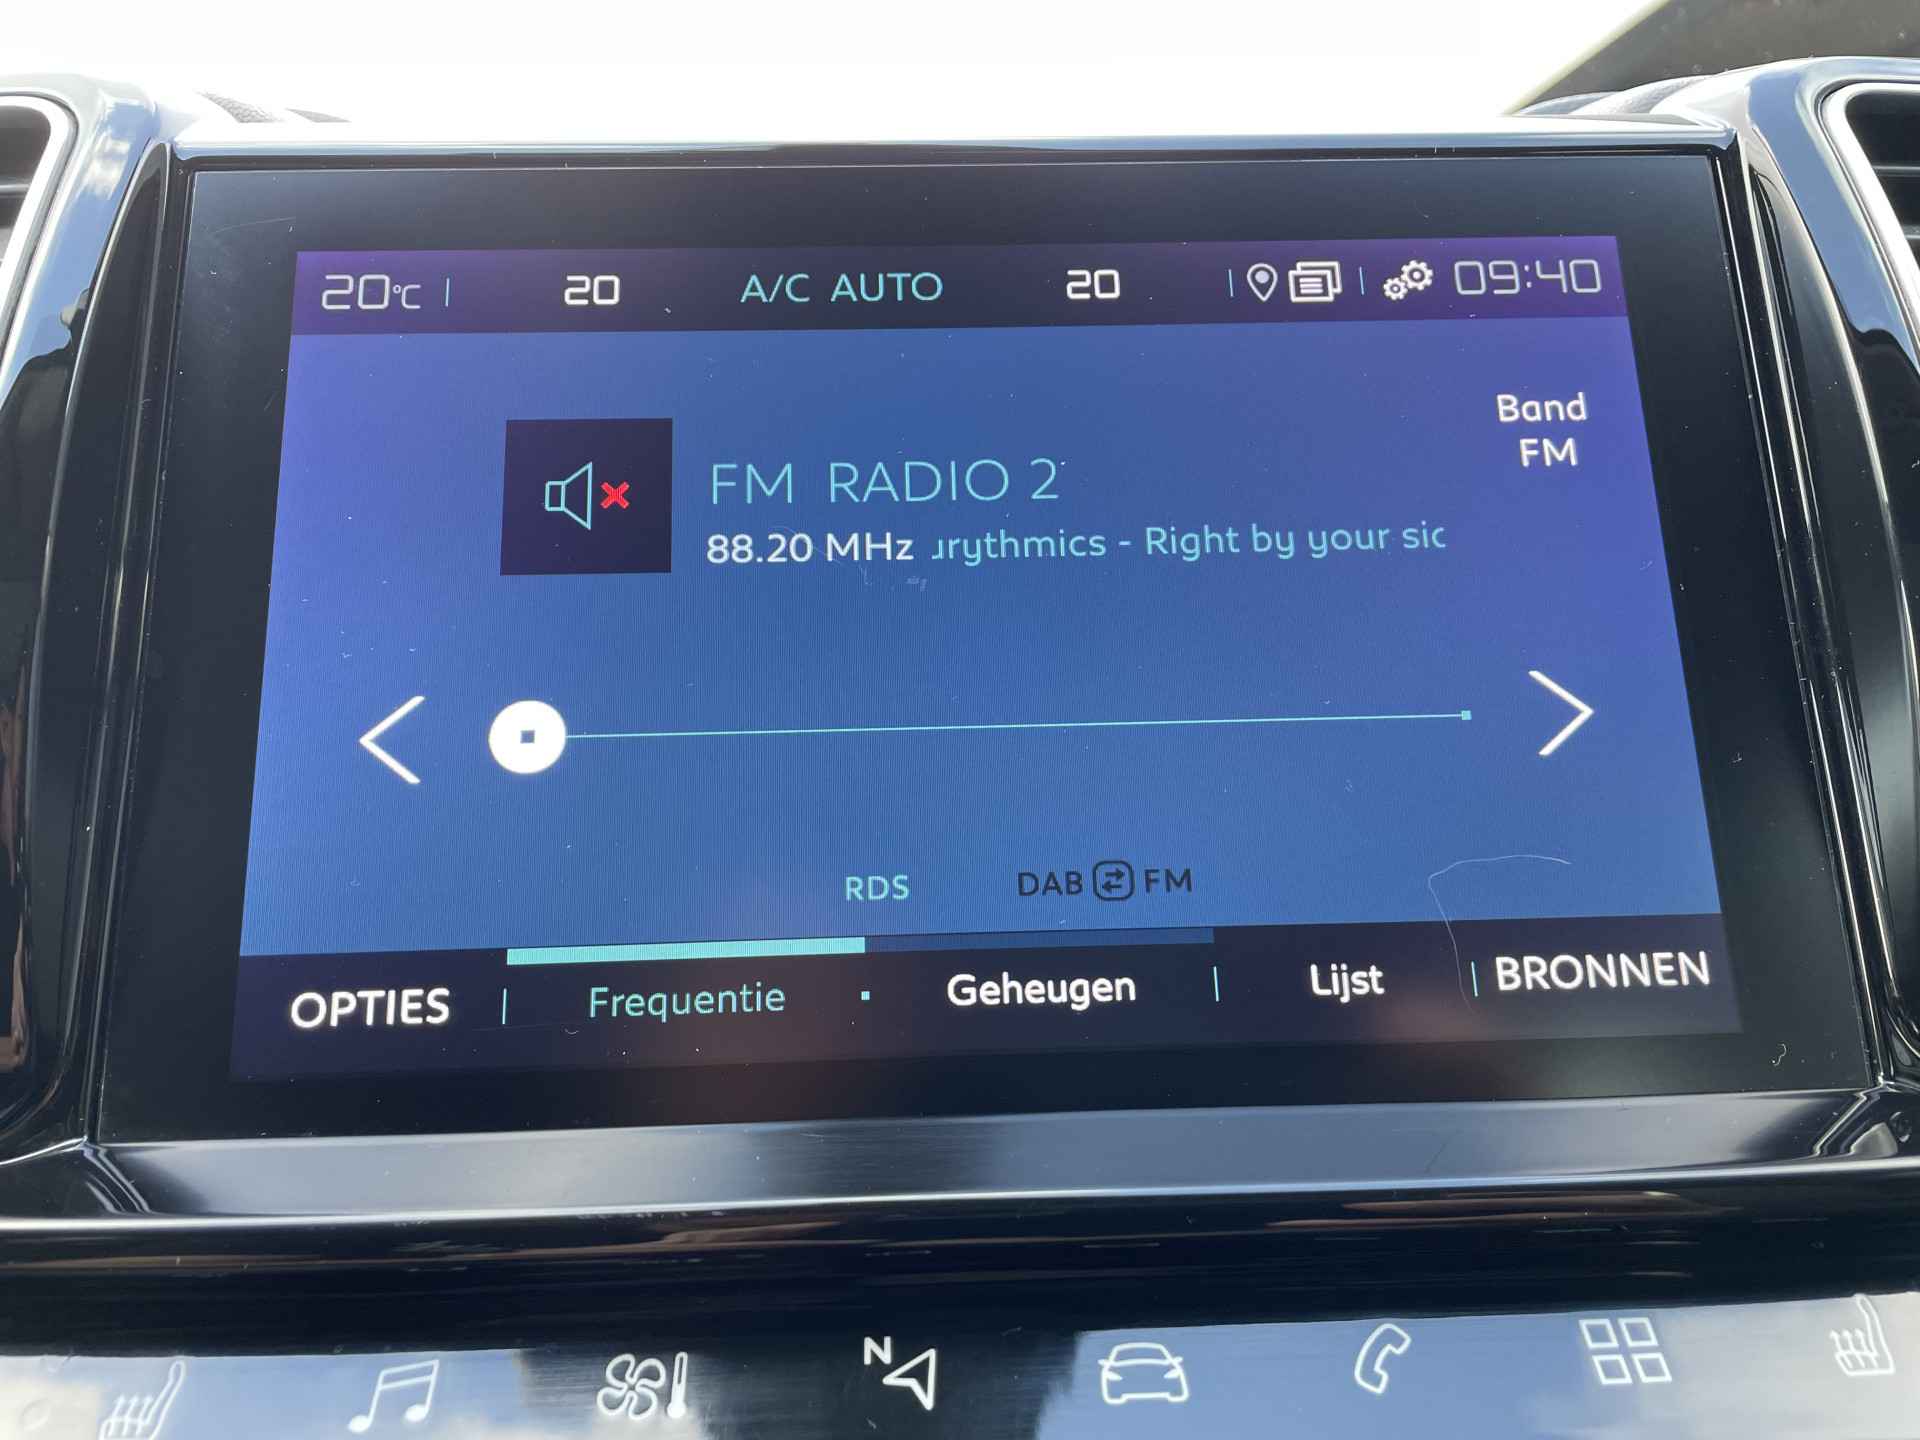 20°C 20 A/C AUTO 20 09:40
Band
FM
FM RADIO 2
88.20 MHz urythmics - Right by your sic
RDS DAB FM
OPTIES Frequentie Geheugen Lijst BRONNEN
N